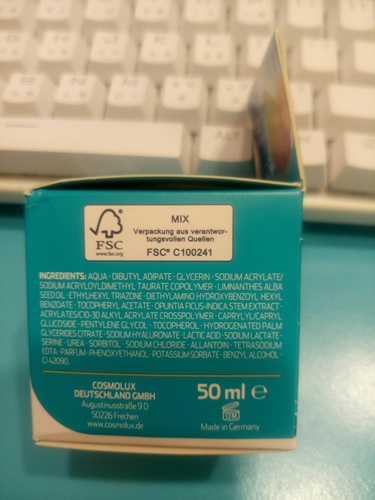 FSC
www.fsc.org
MIX
Verpackung aus verantwor-
tungsvollen Quellen
FSC® C100241
INGREDIENTS: AQUA · DIBUTYL ADIPATE · GLYCERIN · SODIUM ACRYLATE/
SODIUM ACRYLOYLDIMETHYL TAURATE COPOLYMER · LIMNANTHES ALBA
SEED OIL · ETHYLHEXYL TRIAZONE · DIETHYLAMINO HYDROXYBENZOYL HEXYL
BENZOATE · TOCOPHERYL ACETATE · OPUNTIA FICUS-INDICA STEM EXTRACT ·
ACRYLATES/C10-30 ALKYL ACRYLATE CROSSPOLYMER · CAPRYLYL/CAPRYL
GLUCOSIDE · PENTYLENE GLYCOL · TOCOPHEROL · HYDROGENATED PALM
GLYCERIDES CITRATE · SODIUM HYALURONATE · LACTIC ACID · SODIUM LACTATE ·
SERINE · UREA · SORBITOL · SODIUM CHLORIDE · ALLANTOIN · TETRASODIUM
EDTA · PARFUM · PHENOXYETHANOL · POTASSIUM SORBATE · BENZYL ALCOHOL ·
CI 42090.
COSMOLUX
DEUTSCHLAND GMBH
Augustinusstraße 9 D
50226 Frechen
www.cosmolux.de
50 ml ℮
12M
Made in Germany